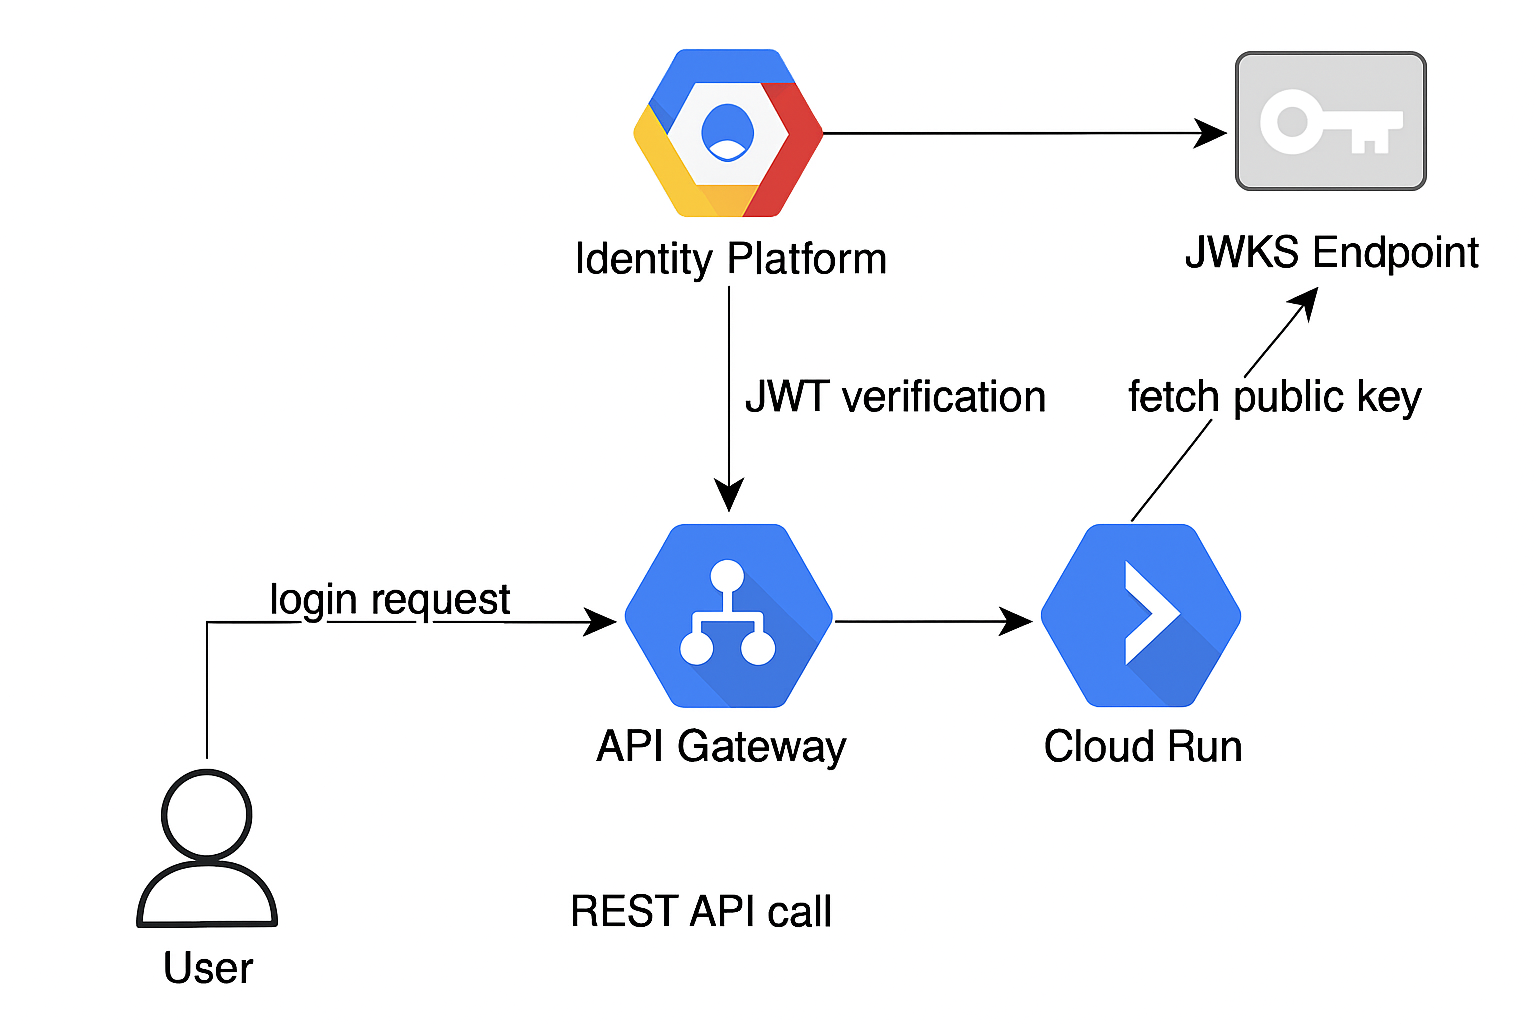 Identity Platform
JWKS Endpoint
JWT verification
fetch public key
login request
API Gateway
Cloud Run
REST API call
User